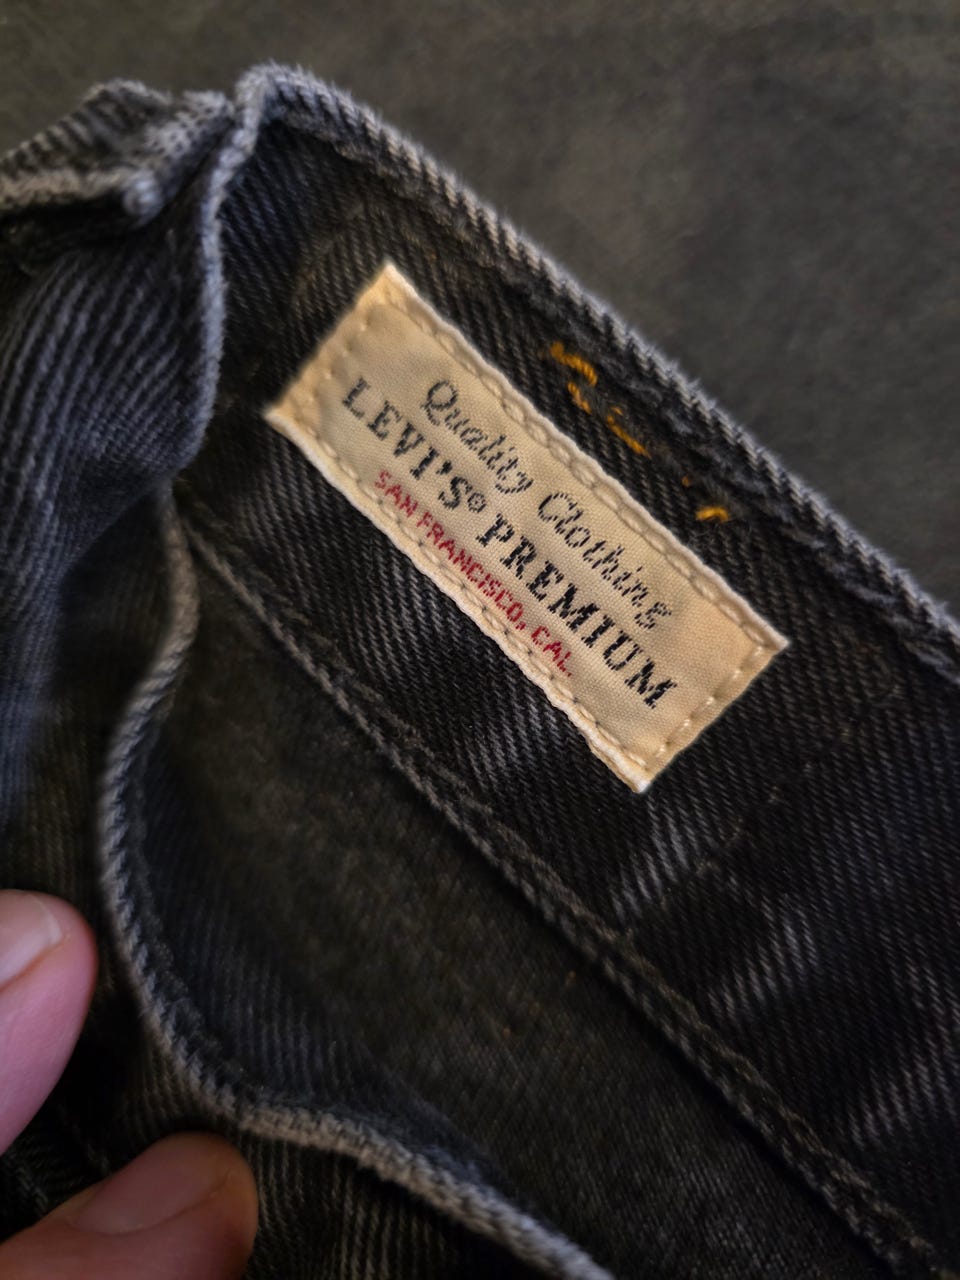 Quality Clothing
LEVI'S® PREMIUM
SAN FRANCISCO, CAL.